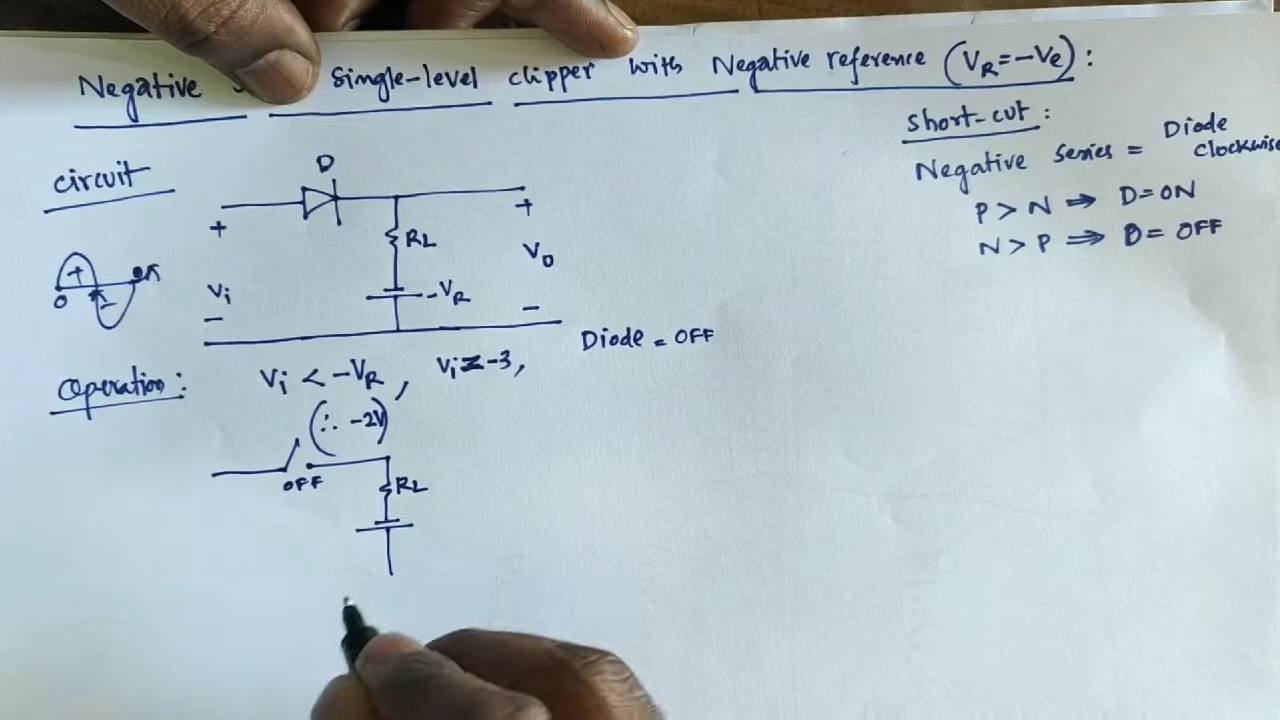 Negative single-level clipper with Negative reference (VR=-Ve):
short-cut:
Negative series = Diode clockwise
P > N ⇒ D=ON
N > P ⇒ D= OFF
circuit
D
+
RL
+
Vo
+
-
0
Vi
-VR
-
-
Diode = OFF
operation:
Vi < -VR, Vi = -3,
(∴ -2V)
OFF
RL